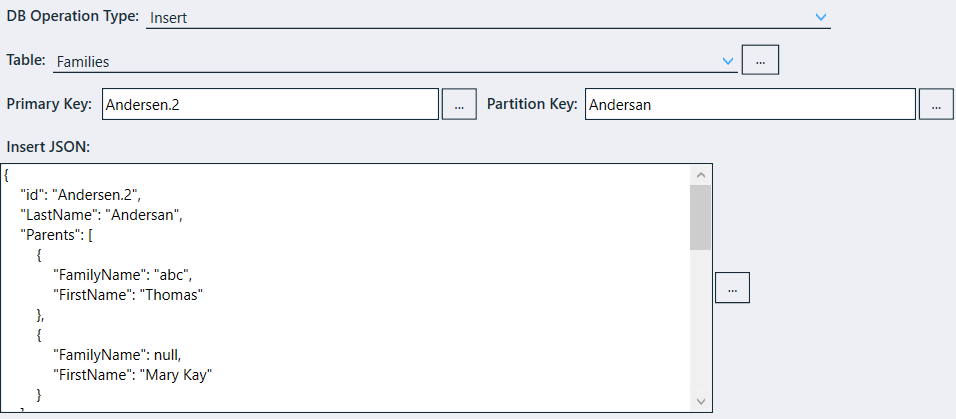 DB Operation Type: Insert
Table: Families ...
Primary Key: Andersen.2 ... Partition Key: Andersan ...
Insert JSON:
{
"id": "Andersen.2",
"LastName": "Andersan",
"Parents": [
{
"FamilyName": "abc",
"FirstName": "Thomas"
},
...
{
"FamilyName": null,
"FirstName": "Mary Kay"
}